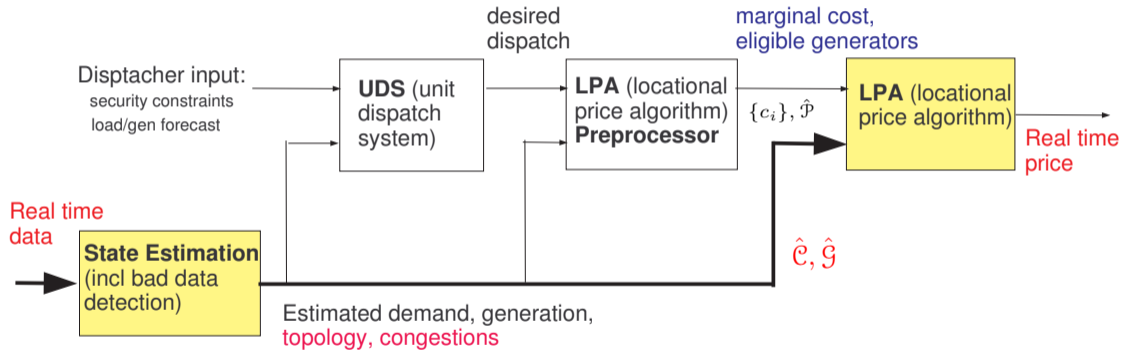 desired
dispatch
marginal cost,
eligible generators
Disptacher input:
security constraints
load/gen forecast
UDS (unit
dispatch
system)
LPA (locational
price algorithm)
Preprocessor
{c_i}, 𝒫̂
LPA (locational
price algorithm)
Real time
price
Real time
data
State Estimation
(incl bad data
detection)
𝒞̂, 𝒢̂
Estimated demand, generation,
topology, congestions